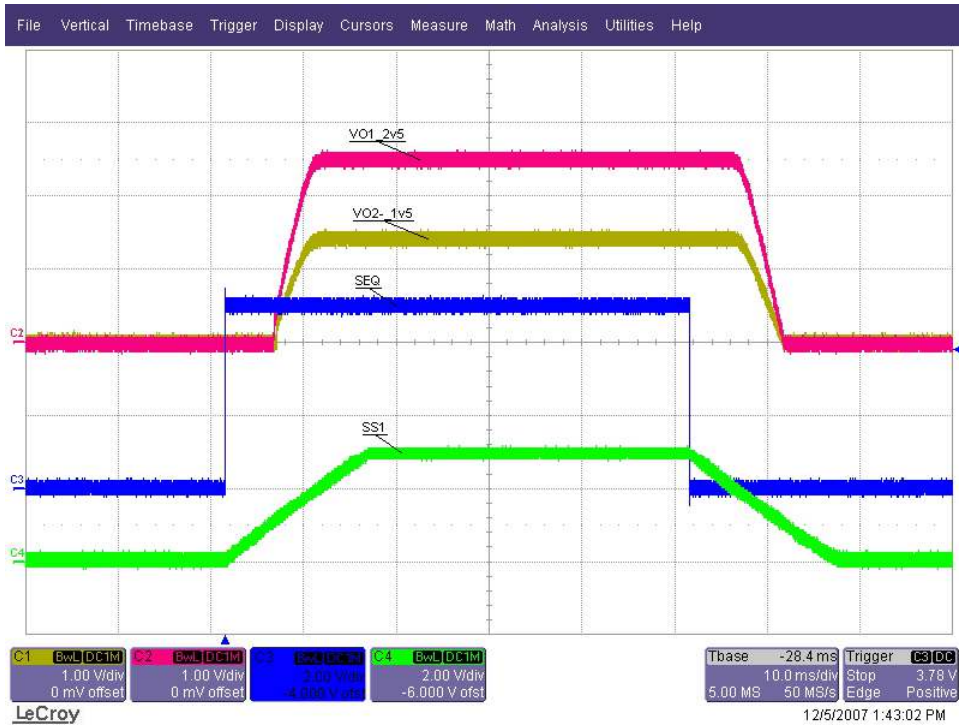 File Vertical Timebase Trigger Display Cursors Measure Math Analysis Utilities Help
VO1_2v5
VO2-_1v5
SEQ
C2
SS1
C3
C4
C1 BwL DC1M
1.00 V/div
0 mV offset
C2 BwL DC1M
1.00 V/div
0 mV offset
C3 BwL DC1M
2.00 V/div
-4.000 V ofst
C4 BwL DC1M
2.00 V/div
-6.000 V ofst
Tbase -28.4 ms
10.0 ms/div
5.00 MS 50 MS/s
Trigger C3 DC
Stop 3.78 V
Edge Positive
LeCroy
12/5/2007 1:43:02 PM